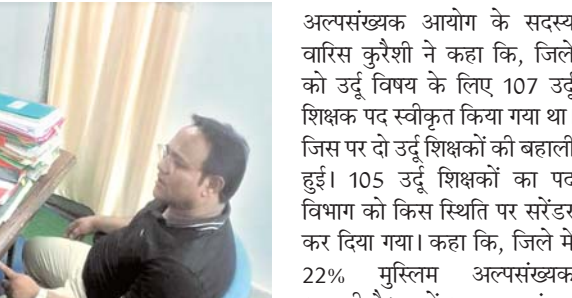 अल्पसंख्यक आयोग के सदस्य
वारिस कुरैशी ने कहा कि, जिले
को उर्दू विषय के लिए 107 उर्दू
शिक्षक पद स्वीकृत किया गया था
जिस पर दो उर्दू शिक्षकों की बहाली
हुई। 105 उर्दू शिक्षकों का पद
विभाग को किस स्थिति पर सरेंडर
कर दिया गया। कहा कि, जिले मे
22% मुस्लिम अल्पसंख्यक